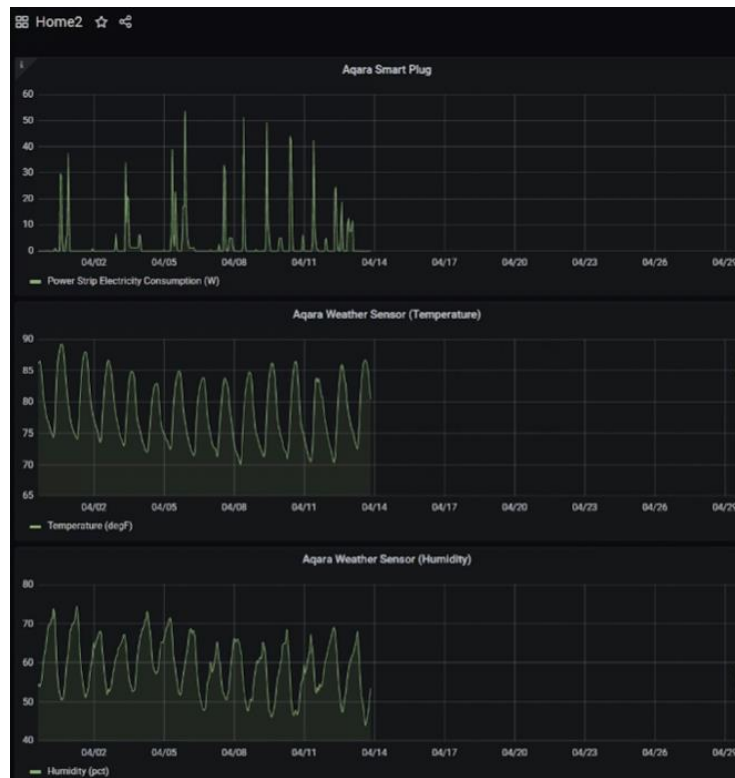 Home2
i
Aqara Smart Plug
60
50
40
30
20
10
0
04/02 04/05 04/08 04/11 04/14 04/17 04/20 04/23 04/26 04/29
Power Strip Electricity Consumption (W)
Aqara Weather Sensor (Temperature)
90
85
80
75
70
65
04/02 04/05 04/08 04/11 04/14 04/17 04/20 04/23 04/26 04/29
Temperature (degF)
Aqara Weather Sensor (Humidity)
80
70
60
50
40
04/02 04/05 04/08 04/11 04/14 04/17 04/20 04/23 04/26 04/29
Humidity (pct)